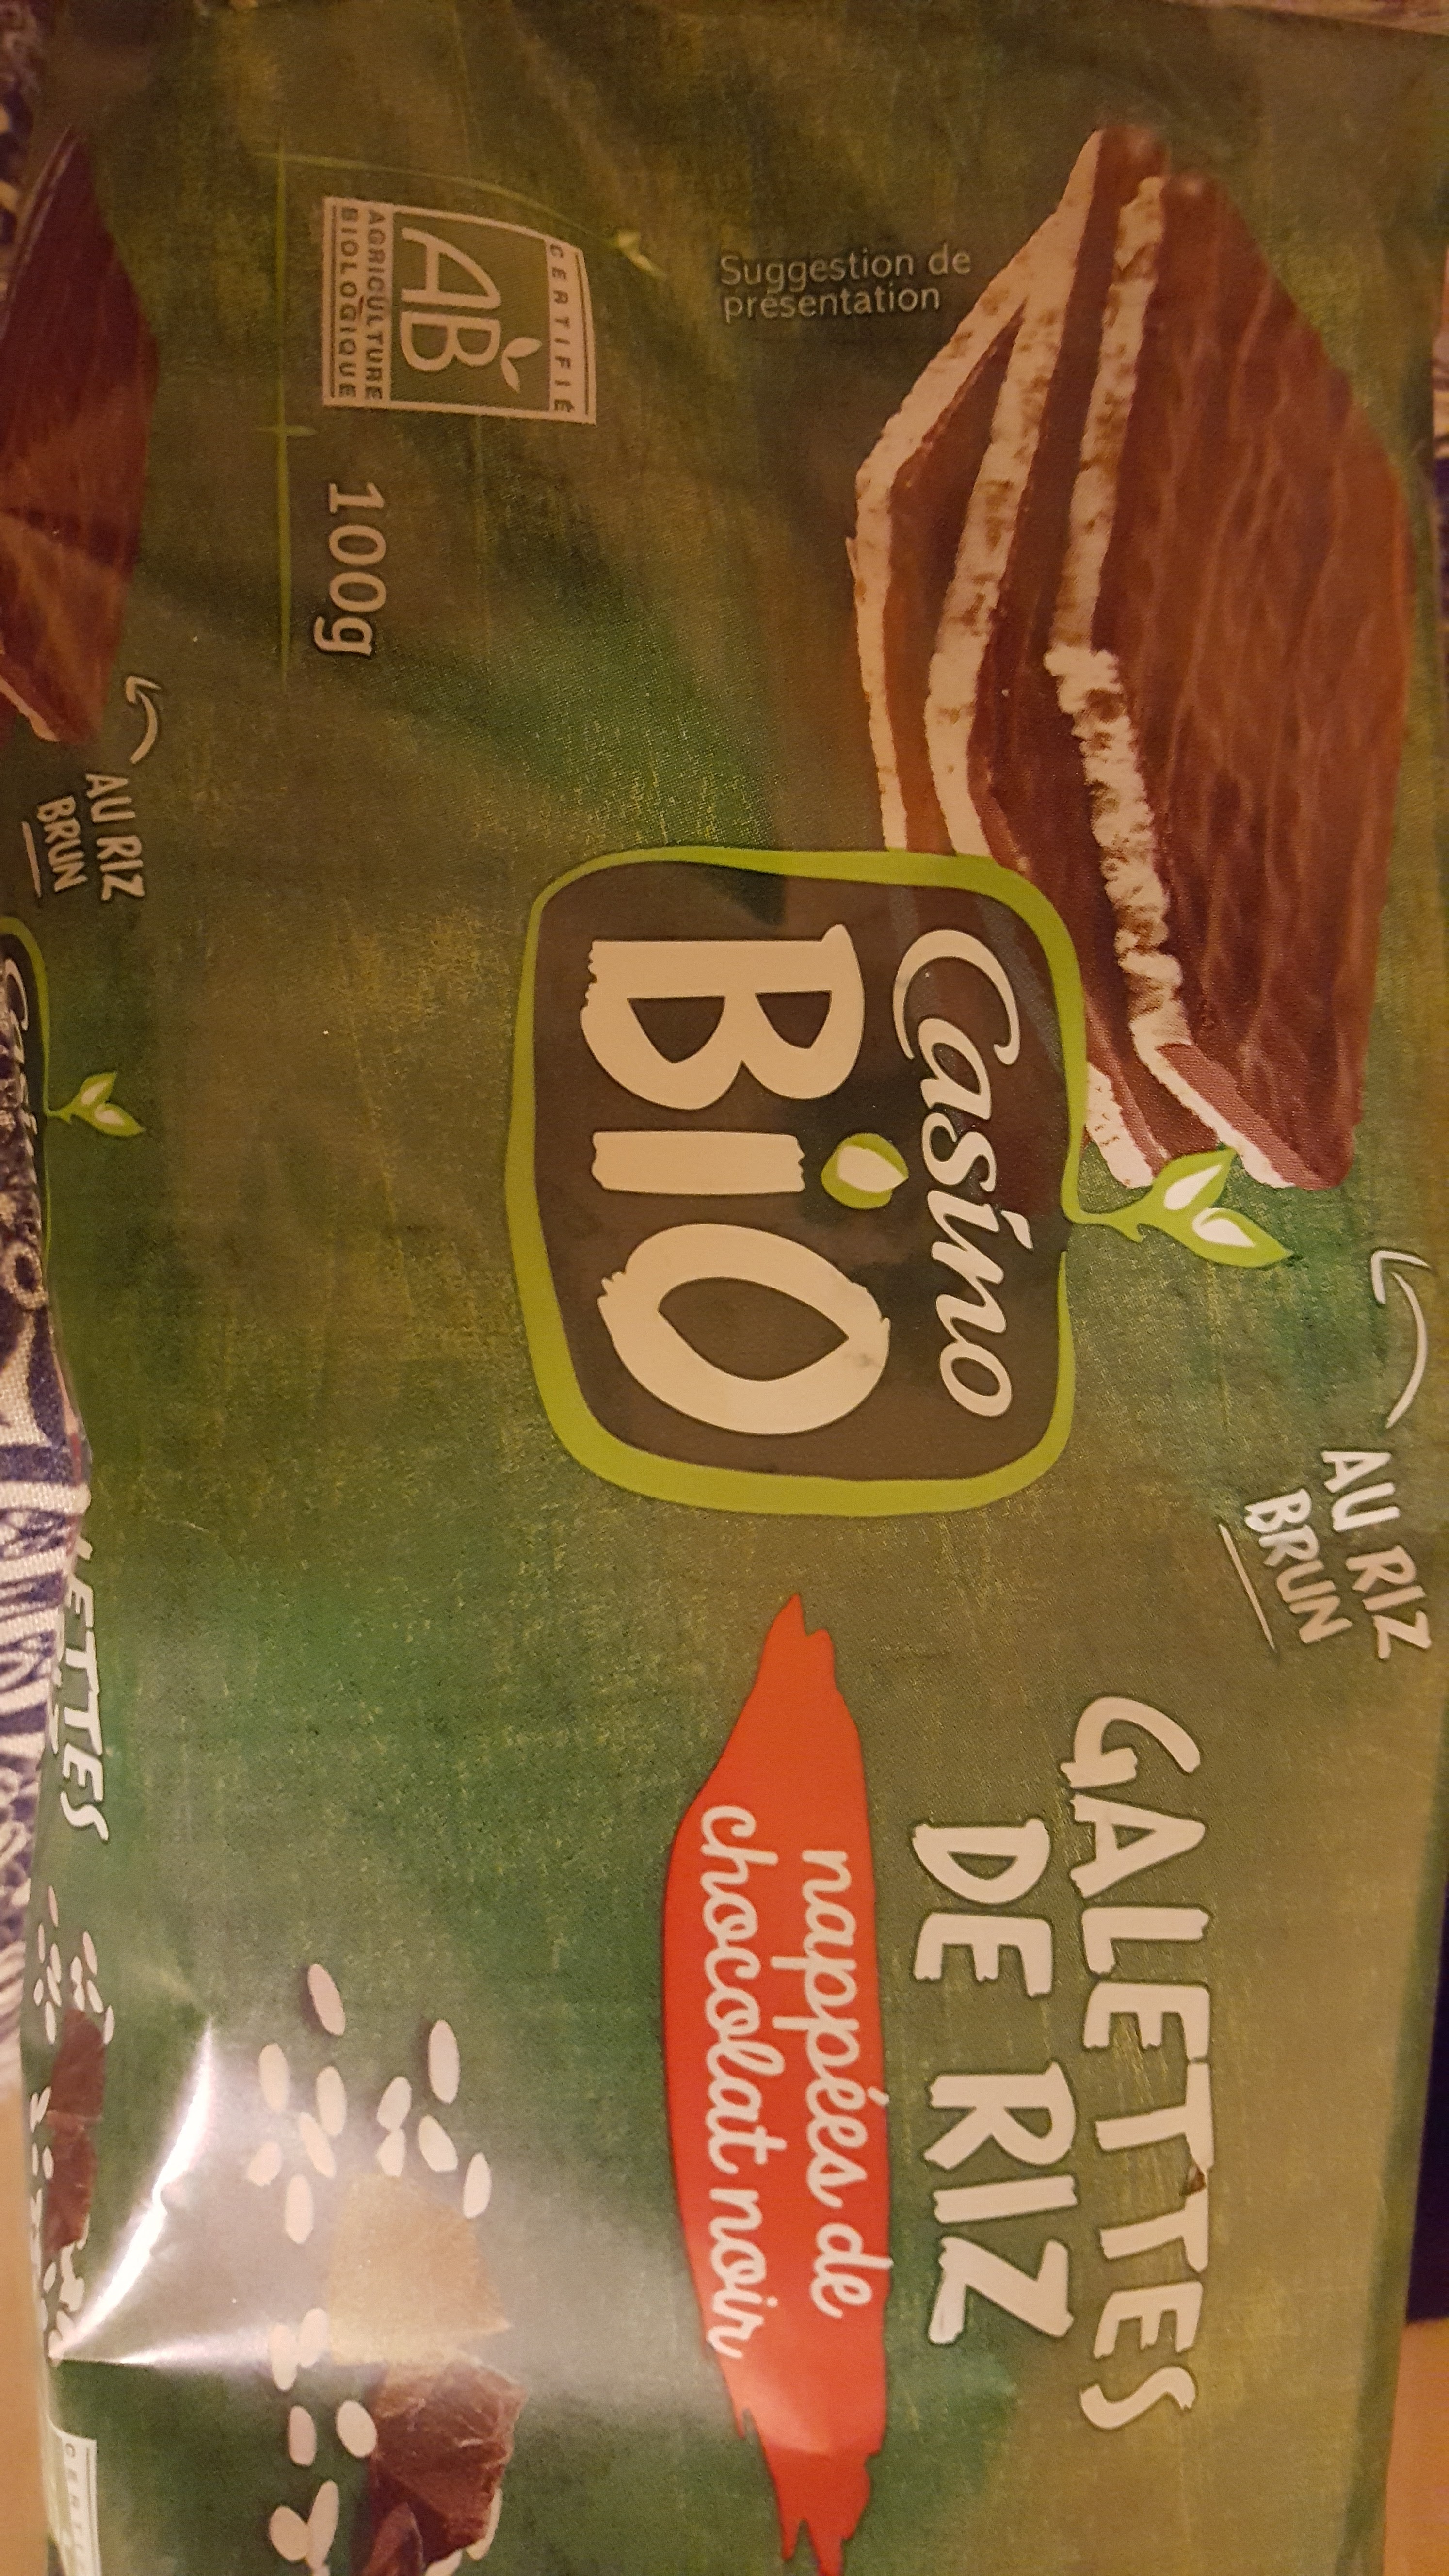 AU RIZ
BRUN
GALETTES
DE RIZ
nappées de
chocolat noir
Casino
BIO
Suggestion de
présentation
CERTIFIÉ
AB
AGRICULTURE
BIOLOGIQUE
100g
AU RIZ
BRUN